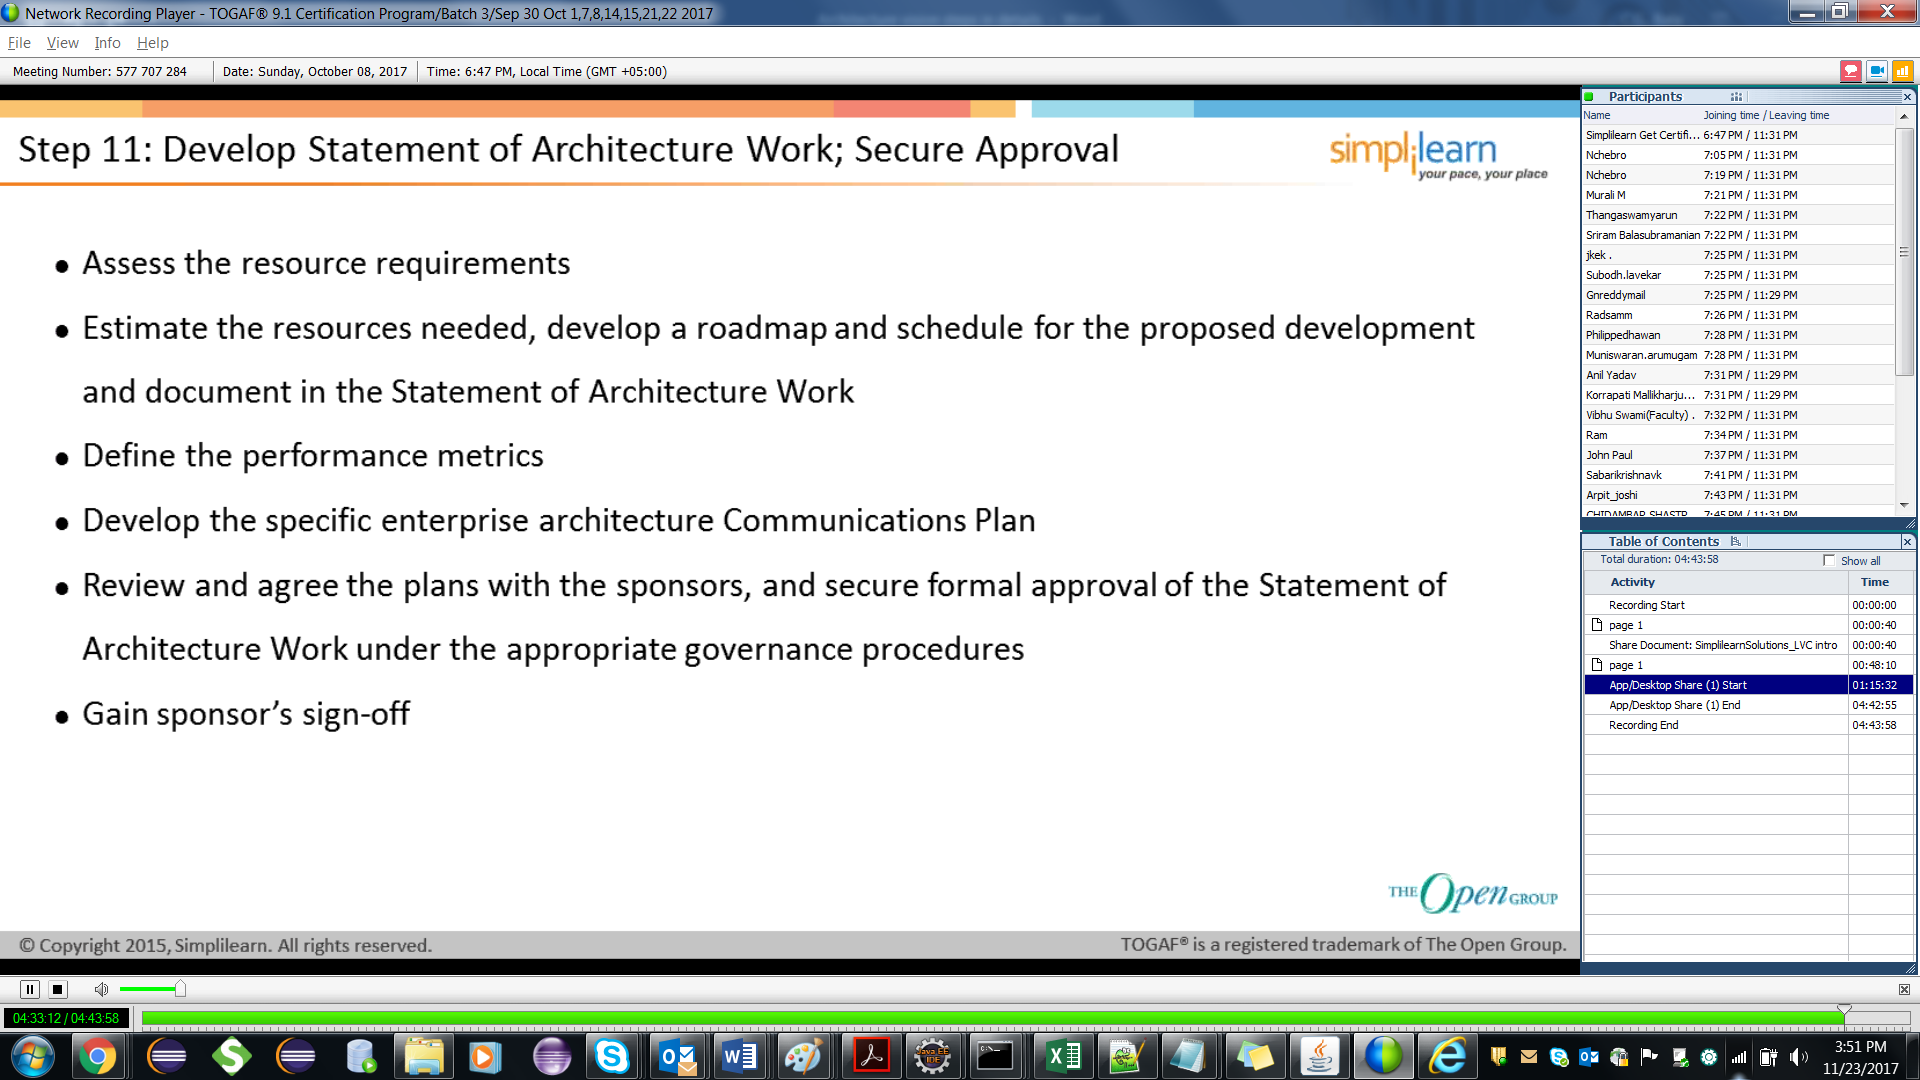 Network Recording Player - TOGAF® 9.1 Certification Program/Batch 3/Sep 30 Oct 1,7,8,14,15,21,22 2017
File View Info Help
Meeting Number: 577 707 284 Date: Sunday, October 08, 2017 Time: 6:47 PM, Local Time (GMT +05:00)
Step 11: Develop Statement of Architecture Work; Secure Approval
simplilearn
your pace, your place
● Assess the resource requirements
● Estimate the resources needed, develop a roadmap and schedule for the proposed development
and document in the Statement of Architecture Work
● Define the performance metrics
● Develop the specific enterprise architecture Communications Plan
● Review and agree the plans with the sponsors, and secure formal approval of the Statement of
Architecture Work under the appropriate governance procedures
● Gain sponsor’s sign-off
THE Open GROUP
© Copyright 2015, Simplilearn. All rights reserved.
TOGAF® is a registered trademark of The Open Group.
Participants
Name Joining time / Leaving time
Simplilearn Get Certifi... 6:47 PM / 11:31 PM
Nchebro 7:05 PM / 11:31 PM
Nchebro 7:19 PM / 11:31 PM
Murali M 7:21 PM / 11:31 PM
Thangaswamyarun 7:22 PM / 11:31 PM
Sriram Balasubramanian 7:22 PM / 11:31 PM
jkek . 7:25 PM / 11:31 PM
Subodh.lavekar 7:25 PM / 11:31 PM
Gnreddymail 7:25 PM / 11:29 PM
Radsamm 7:26 PM / 11:31 PM
Philippedhawan 7:28 PM / 11:31 PM
Muniswaran.arumugam 7:28 PM / 11:31 PM
Anil Yadav 7:31 PM / 11:29 PM
Korrapati Mallikharju... 7:31 PM / 11:29 PM
Vibhu Swami(Faculty) . 7:32 PM / 11:31 PM
Ram 7:34 PM / 11:31 PM
John Paul 7:37 PM / 11:31 PM
Sabarikrishnavk 7:41 PM / 11:31 PM
Arpit_joshi 7:43 PM / 11:31 PM
CHIDAMBAR SHASTR 7:45 PM / 11:31 PM
Table of Contents
Total duration: 04:43:58 Show all
Activity Time
Recording Start 00:00:00
page 1 00:00:40
Share Document: SimplilearnSolutions_LVC intro 00:00:40
page 1 00:48:10
App/Desktop Share (1) Start 01:15:32
App/Desktop Share (1) End 04:42:55
Recording End 04:43:58
04:33:12 / 04:43:58
3:51 PM
11/23/2017